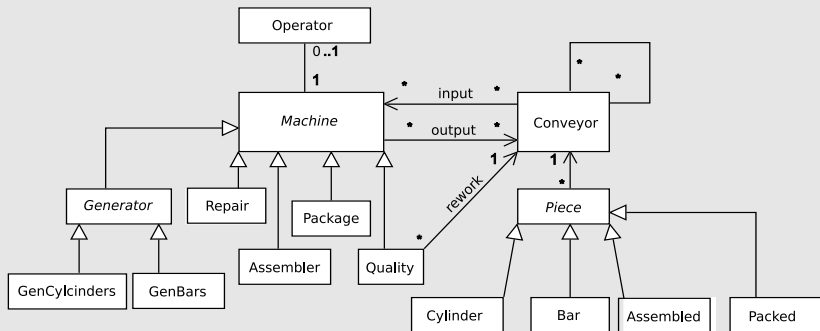 Operator
0..1
1
*
input
*
*
*
Machine
*
output
*
Conveyor
1
rework
*
1
*
Generator
Repair
Package
Piece
Assembler
Quality
GenCylcinders
GenBars
Cylinder
Bar
Assembled
Packed